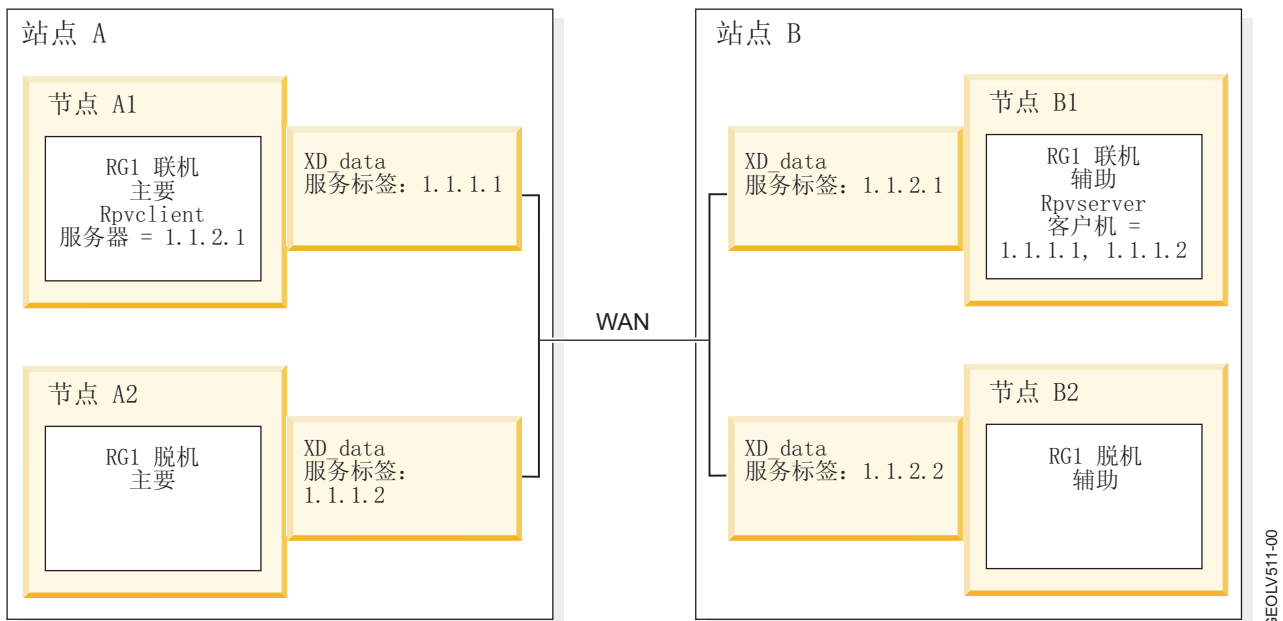 站点 A
节点 A1
RG1 联机
主要
Rpvclient
服务器 = 1.1.2.1
XD_data
服务标签: 1.1.1.1
节点 A2
RG1 脱机
主要
XD_data
服务标签:
1.1.1.2
WAN
站点 B
XD_data
服务标签: 1.1.2.1
节点 B1
RG1 联机
辅助
Rpvserver
客户机 =
1.1.1.1, 1.1.1.2
XD_data
服务标签: 1.1.2.2
节点 B2
RG1 脱机
辅助
GEOLV511-00